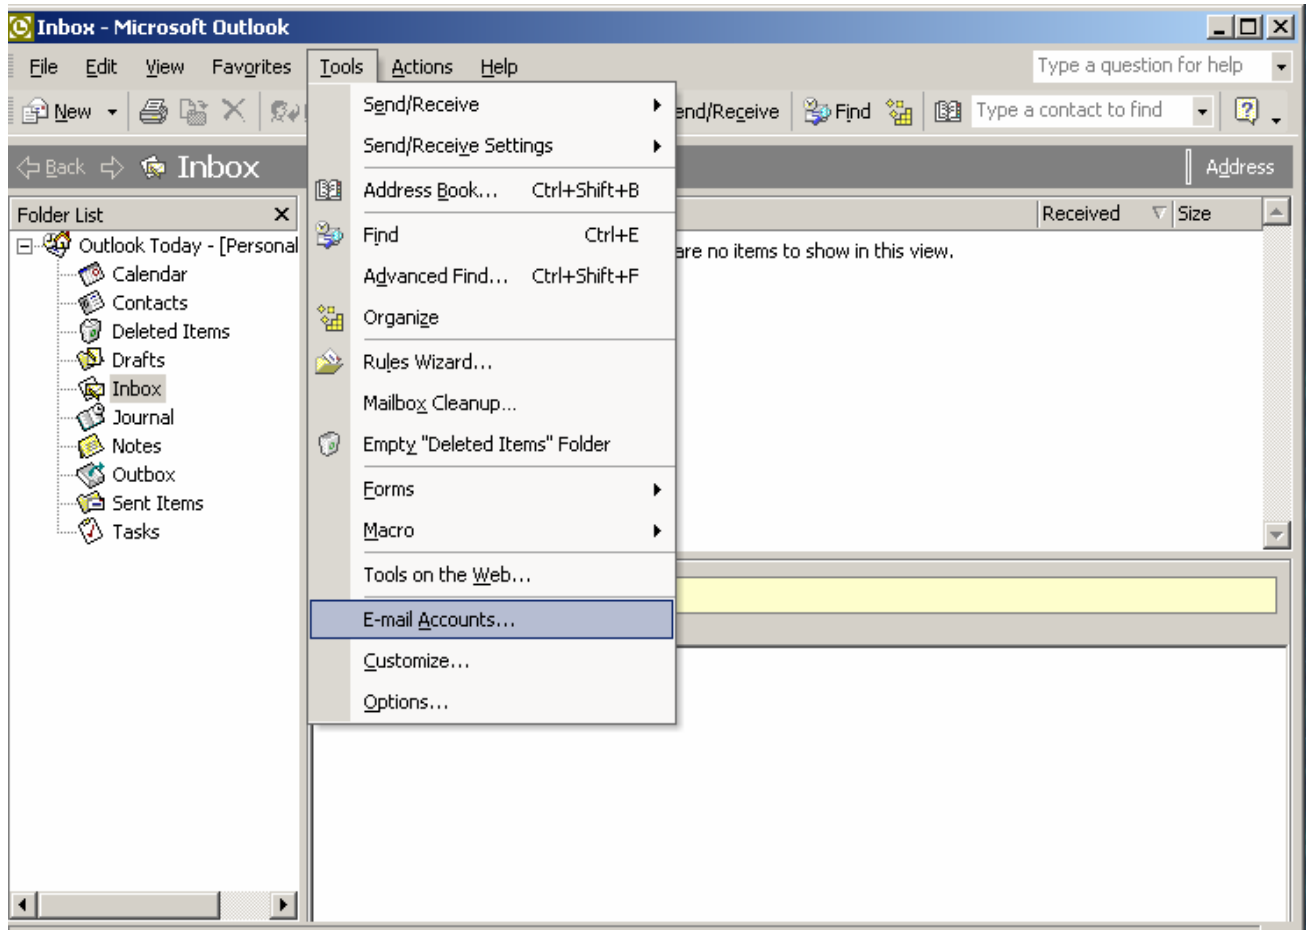 Inbox - Microsoft Outlook
File Edit View Favorites Tools Actions Help Type a question for help
New Send/Receive Find Type a contact to find
Back Inbox Address
Folder List
Received Size
Outlook Today - [Personal
are no items to show in this view.
Calendar
Contacts
Deleted Items
Drafts
Inbox
Journal
Notes
Outbox
Sent Items
Tasks
Send/Receive
Send/Receive Settings
Address Book... Ctrl+Shift+B
Find Ctrl+E
Advanced Find... Ctrl+Shift+F
Organize
Rules Wizard...
Mailbox Cleanup...
Empty "Deleted Items" Folder
Forms
Macro
Tools on the Web...
E-mail Accounts...
Customize...
Options...